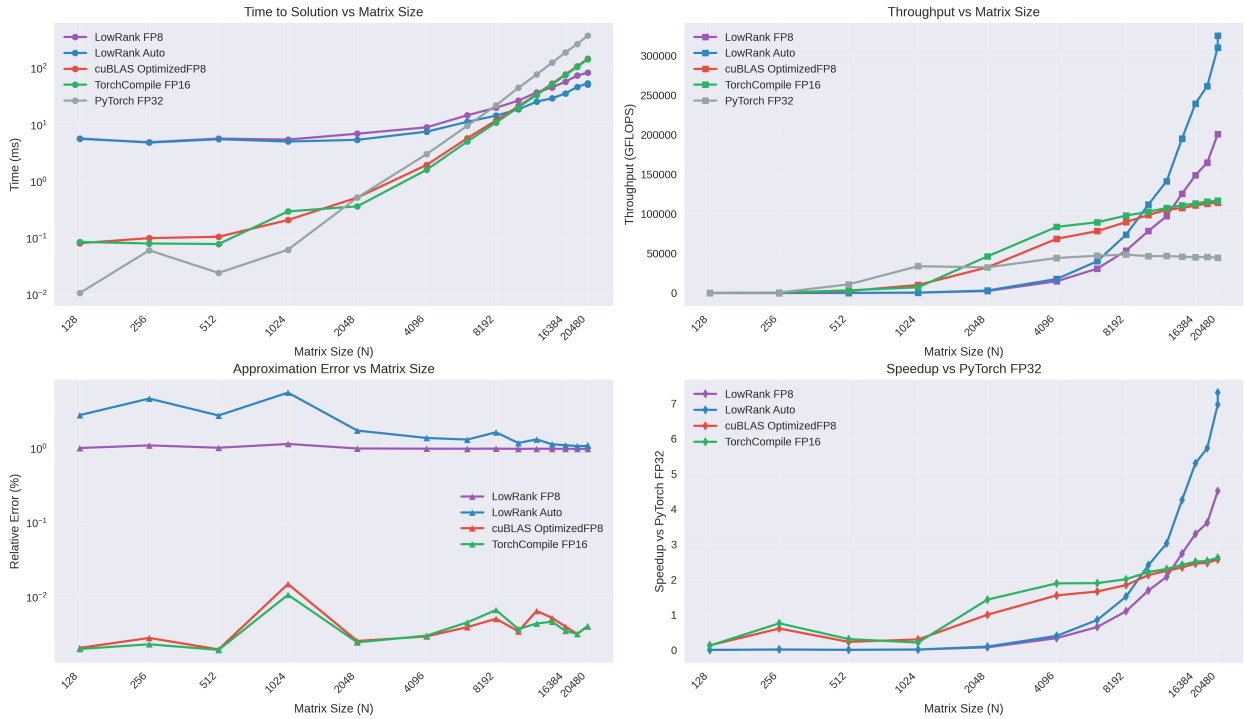 Time to Solution vs Matrix Size
LowRank FP8
LowRank Auto
cuBLAS OptimizedFP8
TorchCompile FP16
PyTorch FP32
Time (ms)
10²
10¹
10⁰
10⁻¹
10⁻²
128
256
512
1024
2048
4096
8192
16384
20480
Matrix Size (N)
Throughput vs Matrix Size
LowRank FP8
LowRank Auto
cuBLAS OptimizedFP8
TorchCompile FP16
PyTorch FP32
Throughput (GFLOPS)
300000
250000
200000
150000
100000
50000
0
128
256
512
1024
2048
4096
8192
16384
20480
Matrix Size (N)
Approximation Error vs Matrix Size
LowRank FP8
LowRank Auto
cuBLAS OptimizedFP8
TorchCompile FP16
Relative Error (%)
10⁰
10⁻¹
10⁻²
128
256
512
1024
2048
4096
8192
16384
20480
Matrix Size (N)
Speedup vs PyTorch FP32
LowRank FP8
LowRank Auto
cuBLAS OptimizedFP8
TorchCompile FP16
Speedup vs PyTorch FP32
7
6
5
4
3
2
1
0
128
256
512
1024
2048
4096
8192
16384
20480
Matrix Size (N)